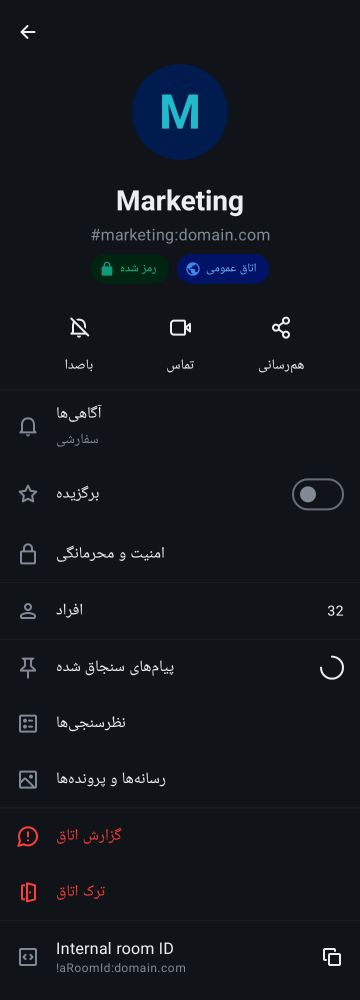 M
Marketing
#marketing:domain.com
رمز شده
اتاق عمومی
باصدا
تماس
هم‌رسانی
آگاهی‌ها
سفارشی
برگزیده
امنیت و محرمانگی
افراد
32
پیام‌های سنجاق شده
نظرسنجی‌ها
رسانه‌ها و پرونده‌ها
گزارش اتاق
ترک اتاق
Internal room ID
!aRoomId:domain.com